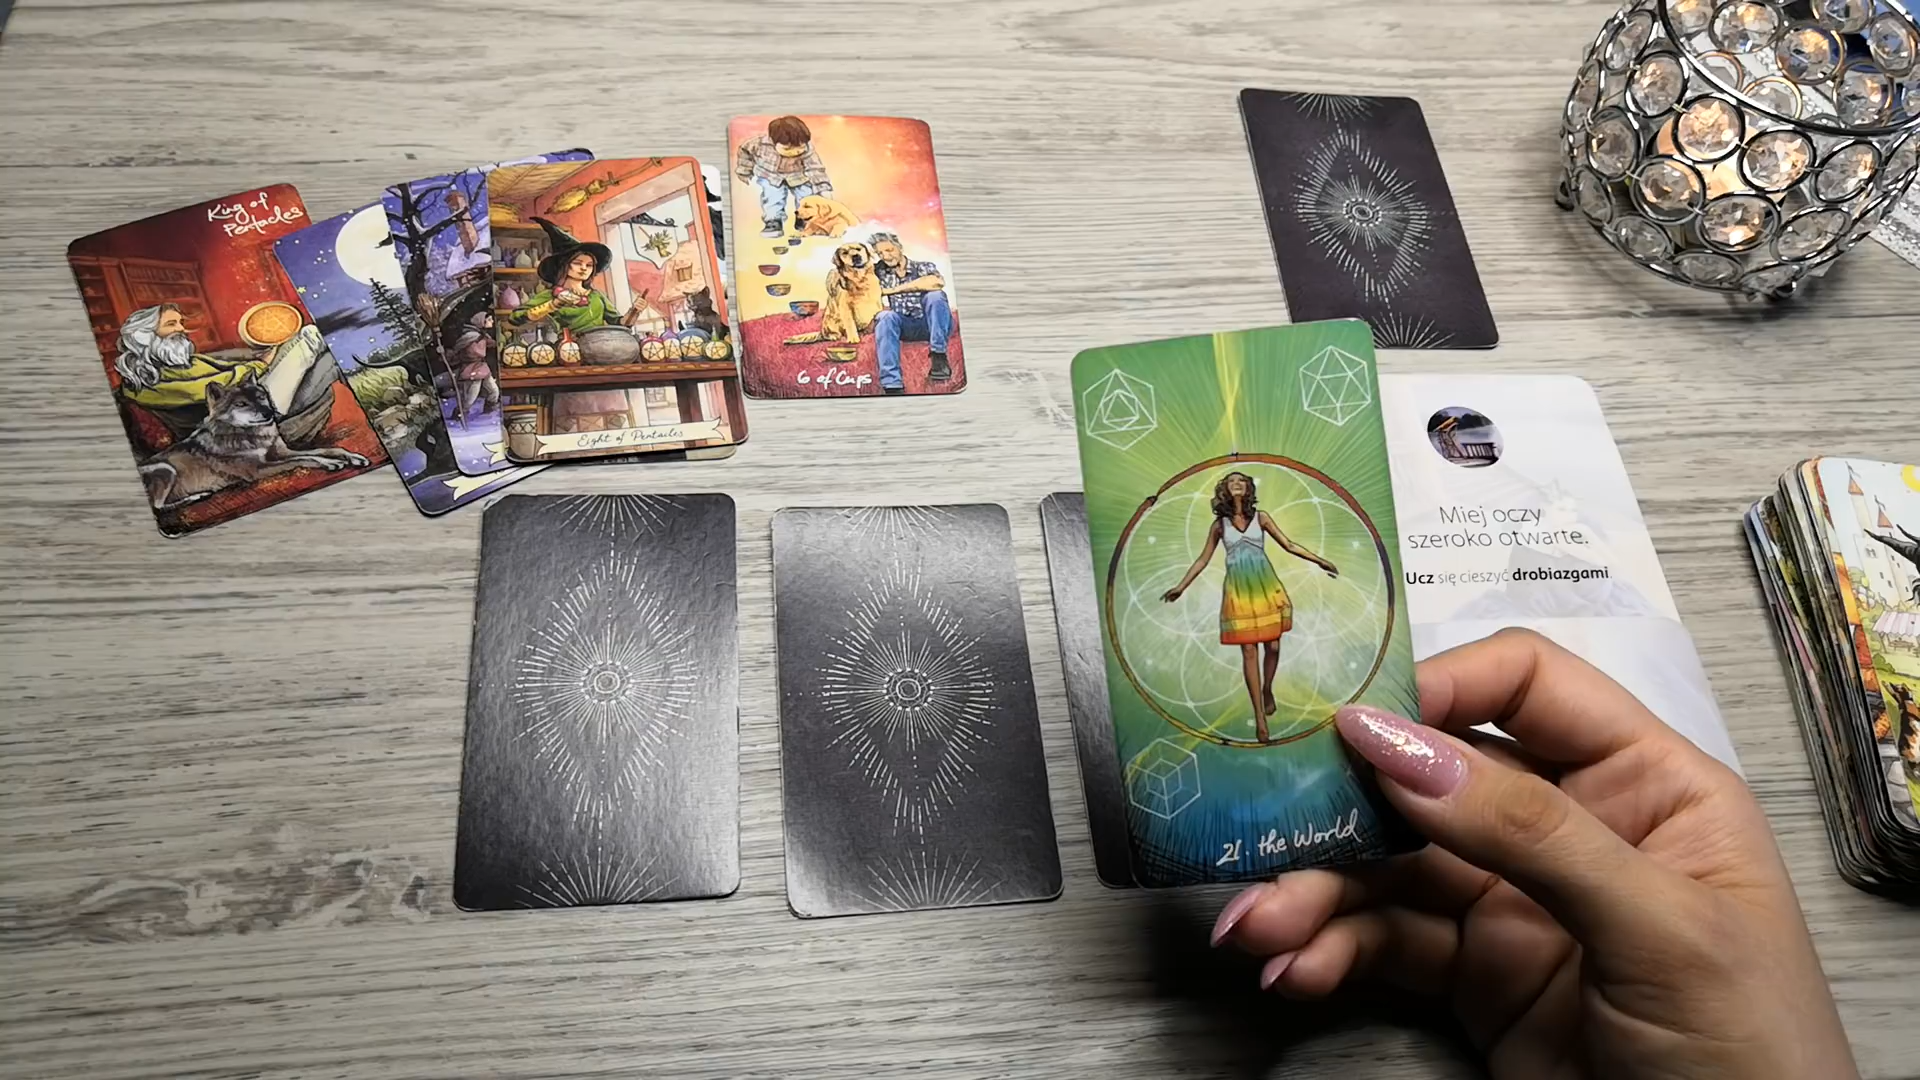 King of
Pentacles
Eight of Pentacles
6 of Cups
21. the World
Miej oczy
szeroko otwarte.
Ucz się cieszyć drobiazgami.